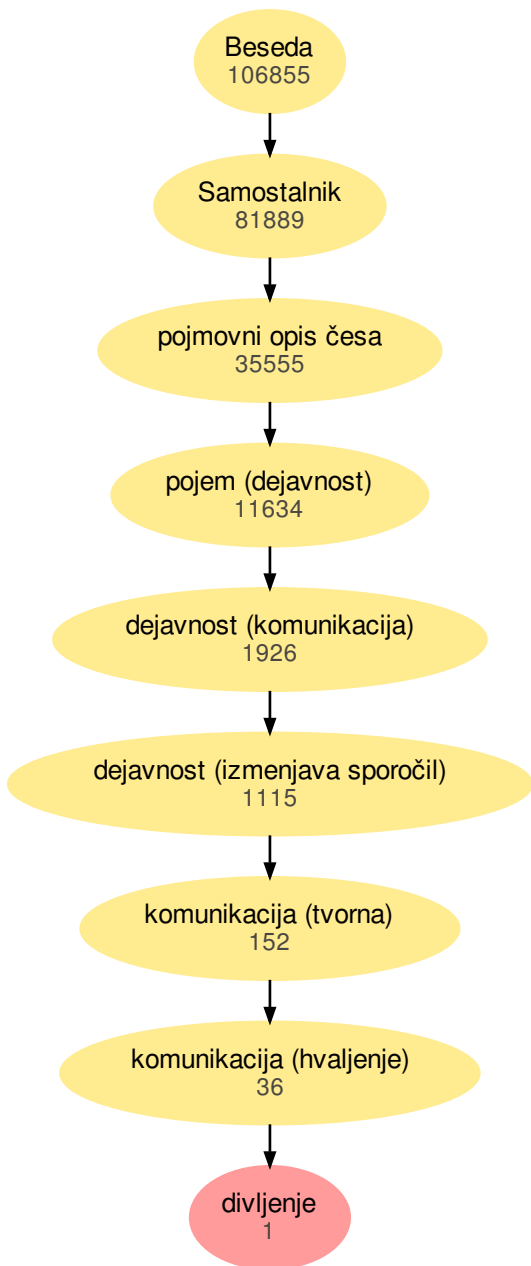 Beseda
106855
Samostalnik
81889
pojmovni opis česa
35555
pojem (dejavnost)
11634
dejavnost (komunikacija)
1926
dejavnost (izmenjava sporočil)
1115
komunikacija (tvorna)
152
komunikacija (hvaljenje)
36
divljenje
1